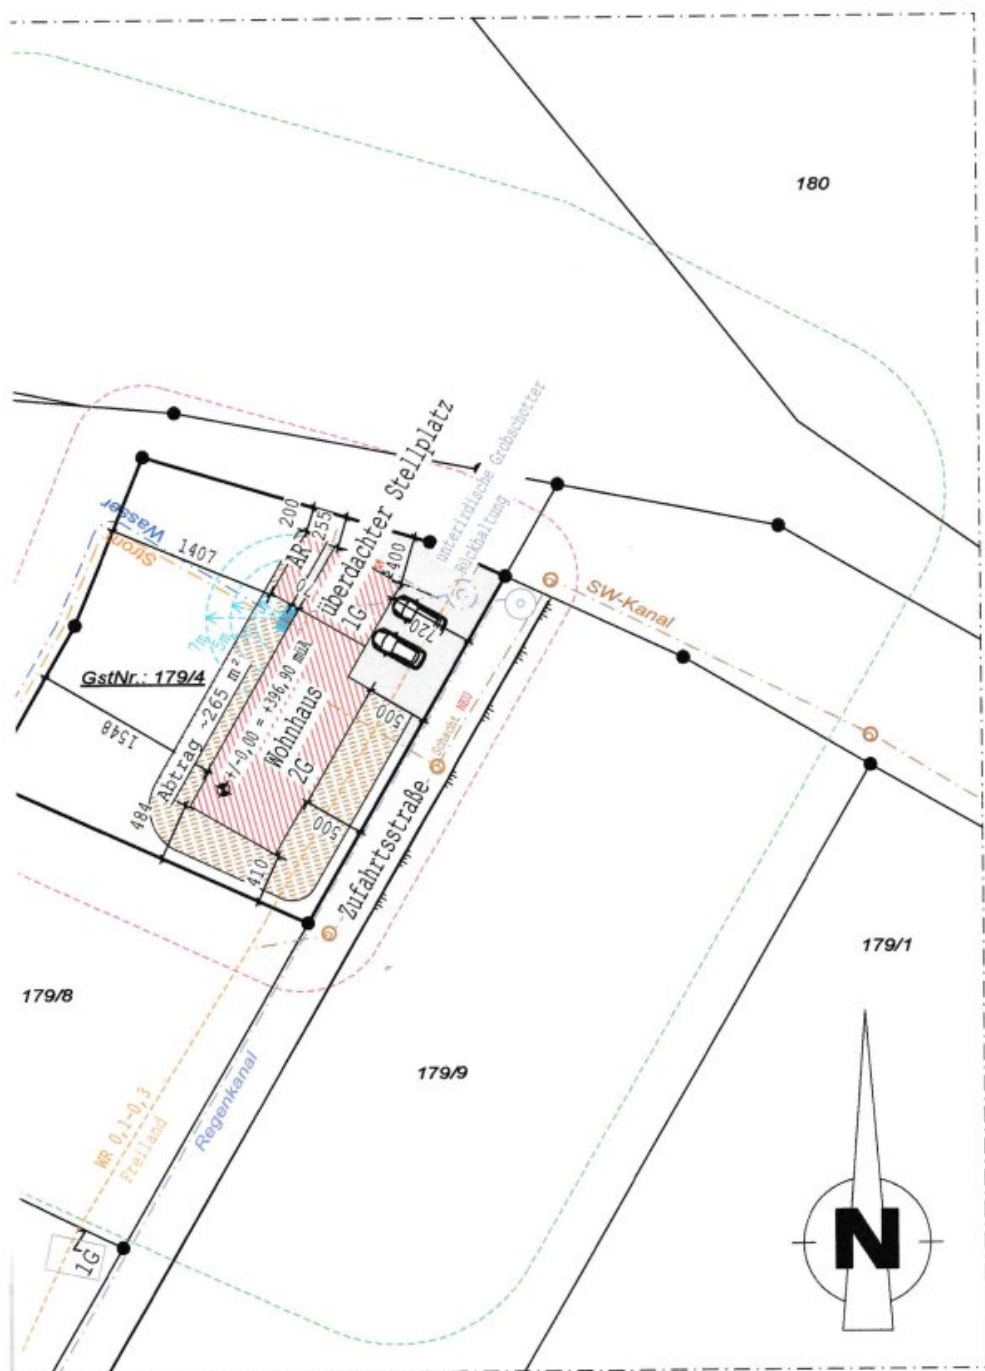 180
überdachter Stellplatz
1G
unterirdische Grobschotter
Rückhaltung
Wasser
Strom
1407
200
255
AR
400
720
SW-Kanal
7m
5m
GstNr.: 179/4
1548
Abtrag ~265 m²
+/-0,00 = +396,90 müA
Wohnhaus
2G
500
500
484
410
Schacht NEU
Zufahrtsstraße
179/8
179/1
179/9
WR 0,1-0,3
Freiland
Regenkanal
1G
N